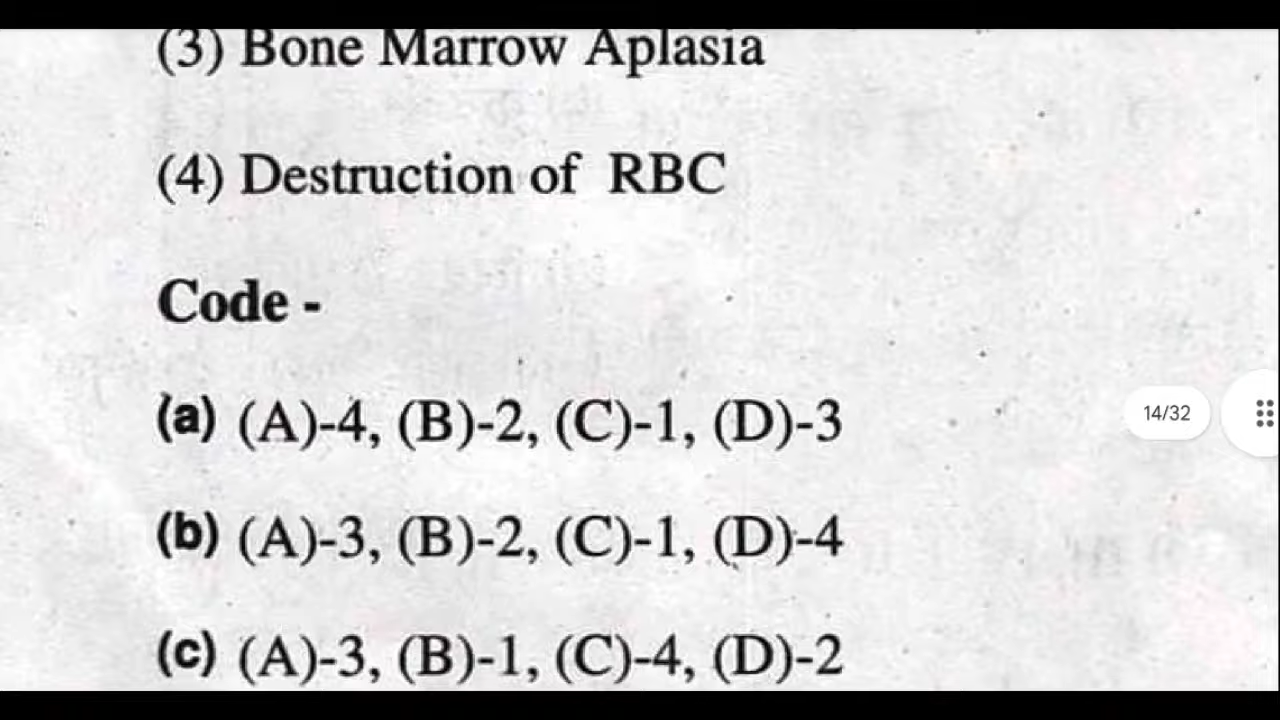 (3) Bone Marrow Aplasia
(4) Destruction of RBC
Code -
(a) (A)-4, (B)-2, (C)-1, (D)-3
14/32
(b) (A)-3, (B)-2, (C)-1, (D)-4
(c) (A)-3, (B)-1, (C)-4, (D)-2